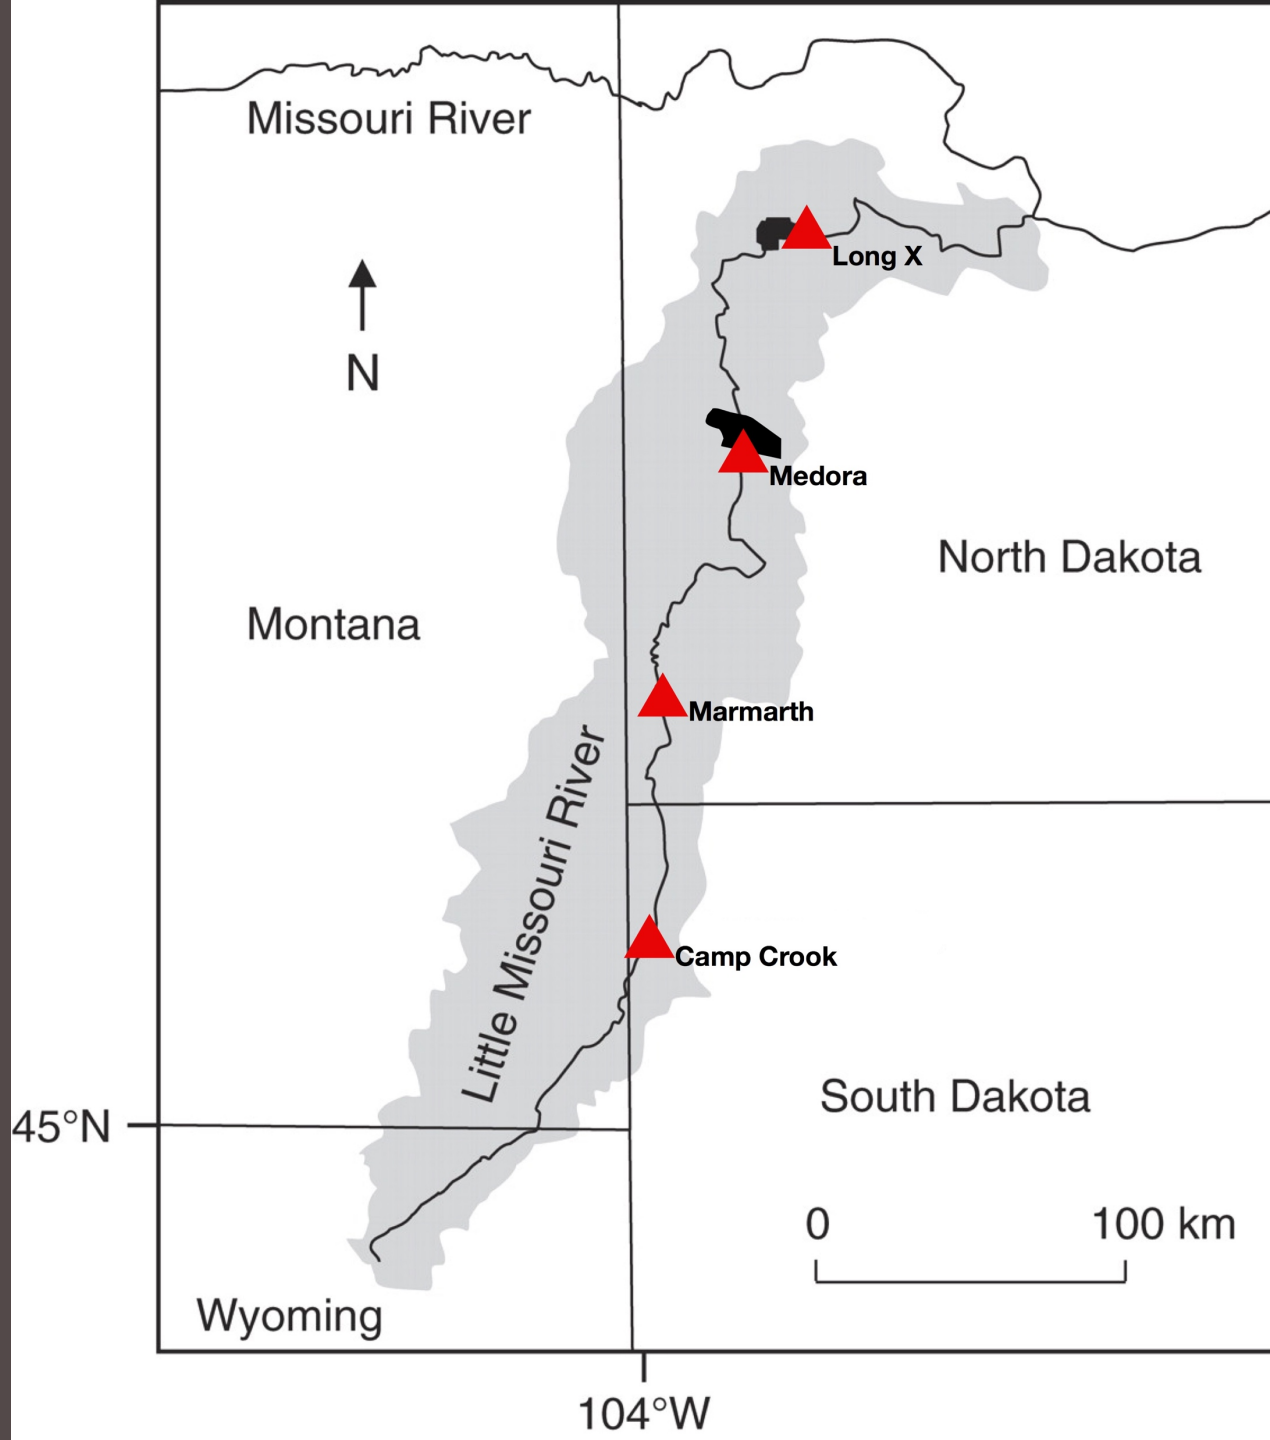 Missouri River
Long X
N
Medora
North Dakota
Montana
Marmarth
Little Missouri River
Camp Crook
South Dakota
45°N
0 100 km
Wyoming
104°W